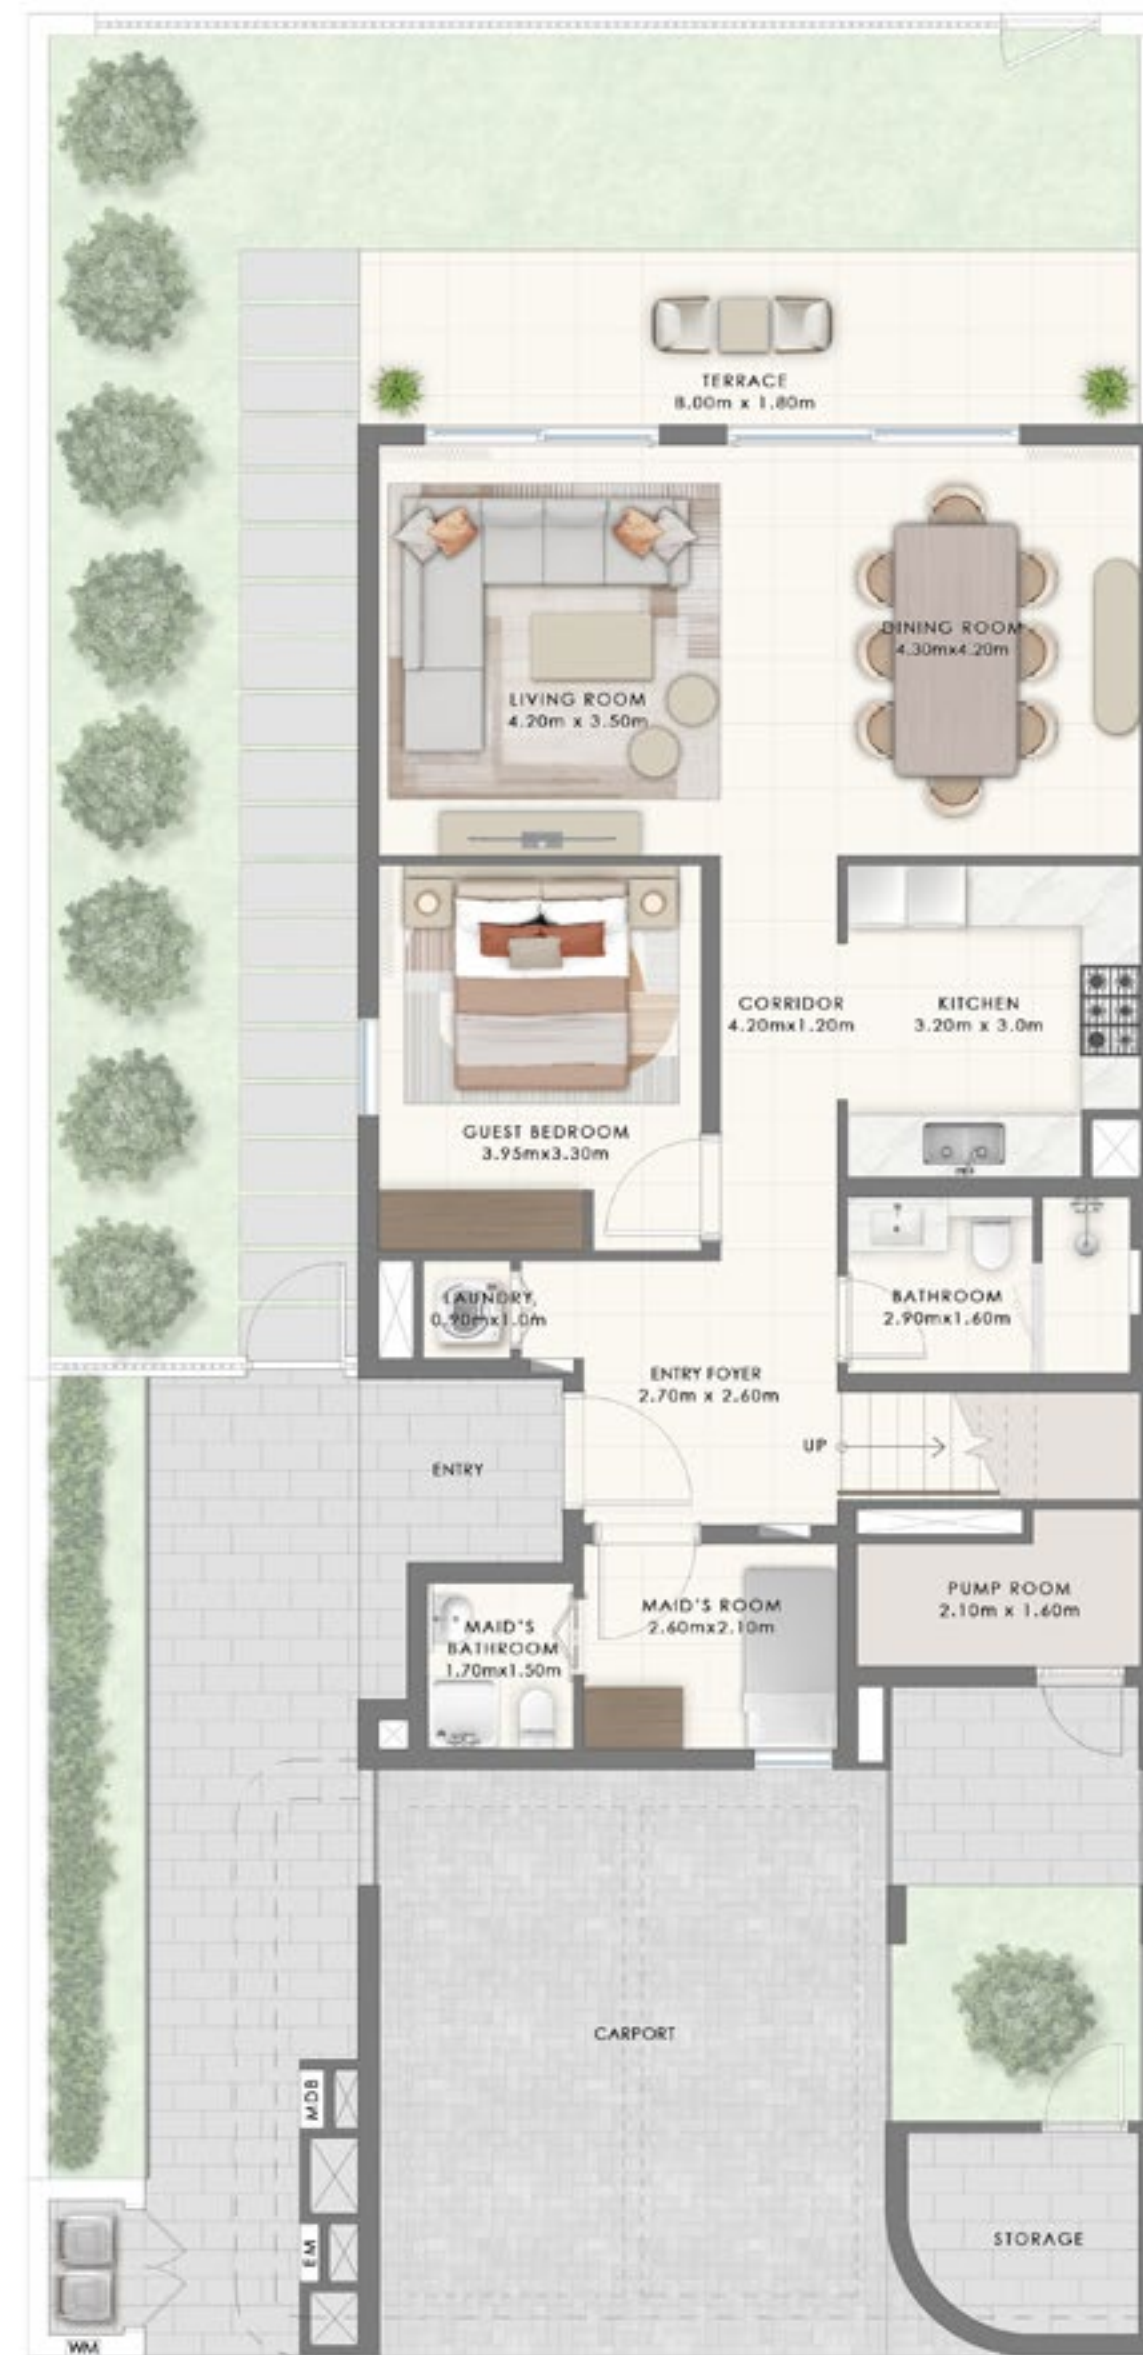 TERRACE
8.00m x 1.80m
DINING ROOM
4.30mx4.20m
LIVING ROOM
4.20m x 3.50m
CORRIDOR
4.20mx1.20m
KITCHEN
3.20m x 3.0m
GUEST BEDROOM
3.95mx3.30m
LAUNDRY
0.90mx1.0m
BATHROOM
2.90mx1.60m
ENTRY FOYER
2.70m x 2.60m
UP
ENTRY
PUMP ROOM
2.10m x 1.60m
MAID'S ROOM
2.60mx2.10m
MAID'S
BATHROOM
1.70mx1.50m
CARPORT
MDB
EM
STORAGE
WM